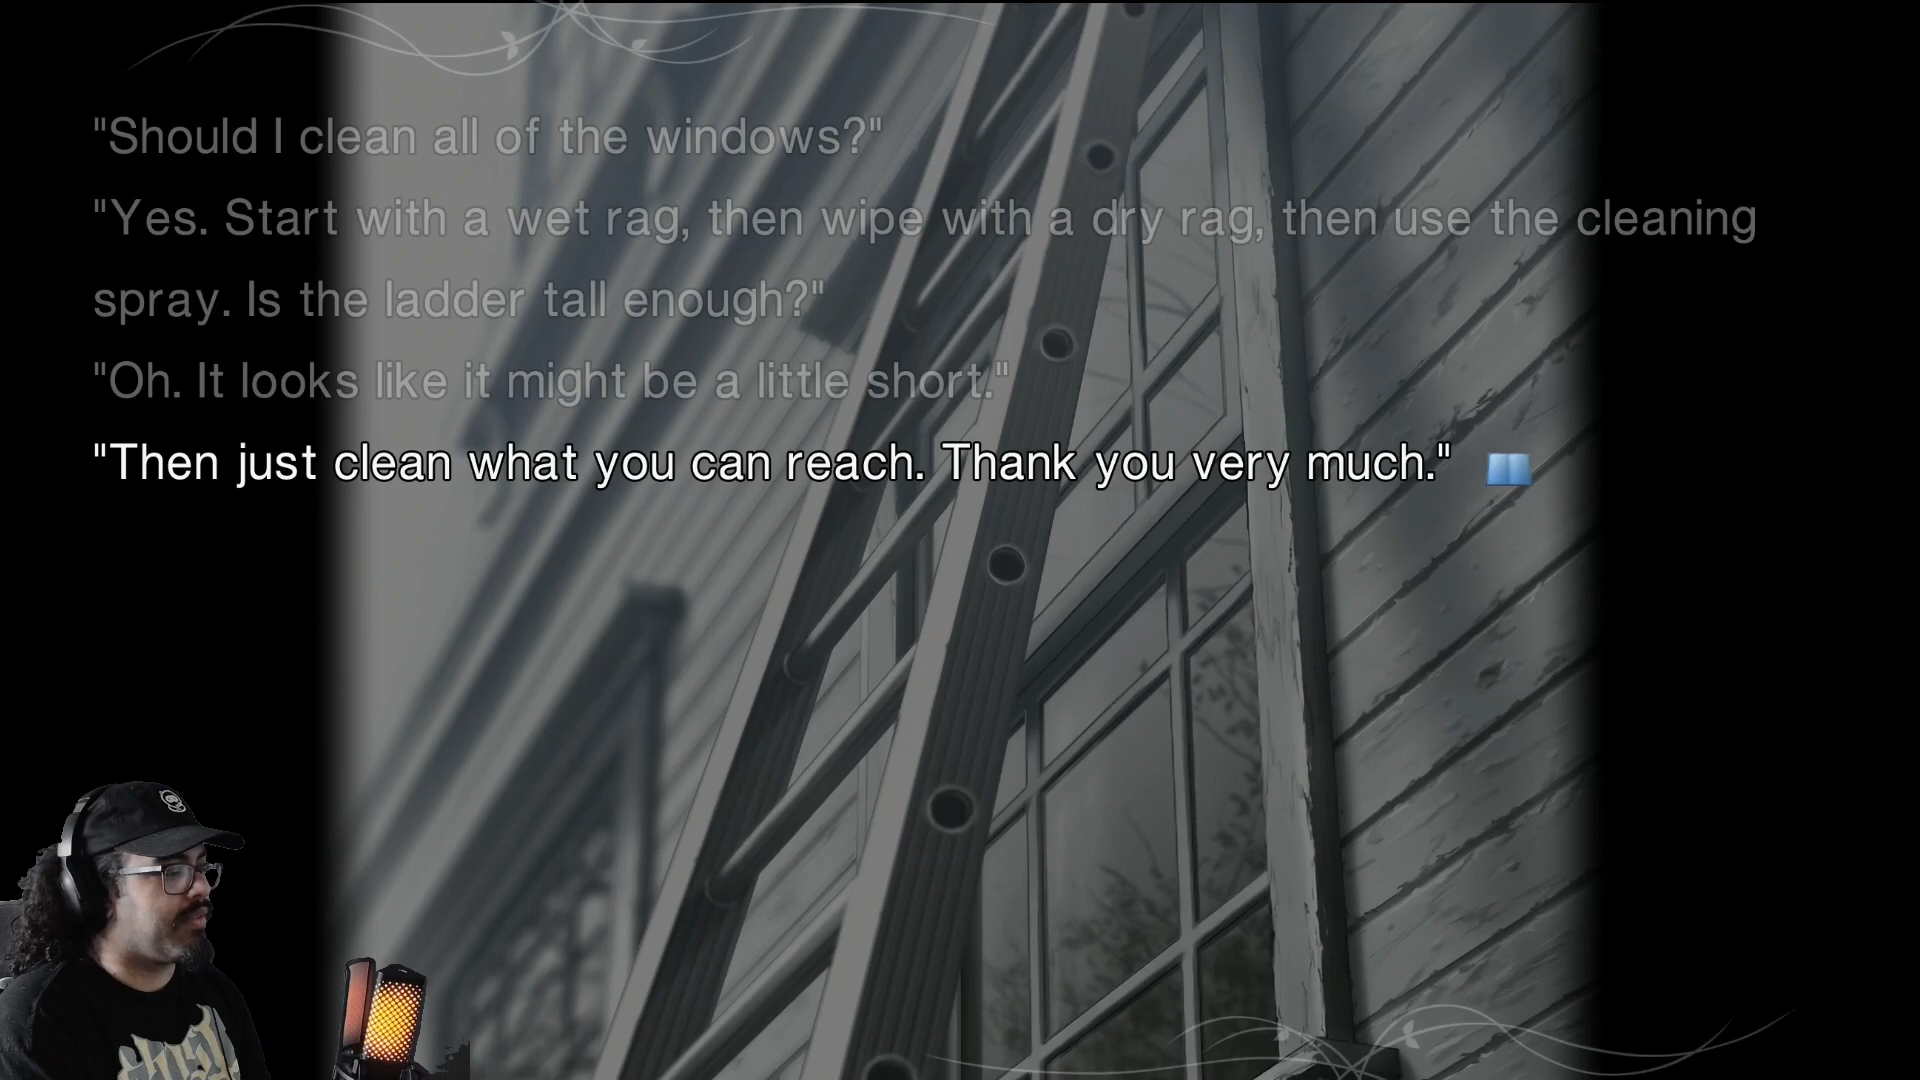 "Should I clean all of the windows?"
"Yes. Start with a wet rag, then wipe with a dry rag, then use the cleaning
spray. Is the ladder tall enough?"
"Oh. It looks like it might be a little short."
"Then just clean what you can reach. Thank you very much."